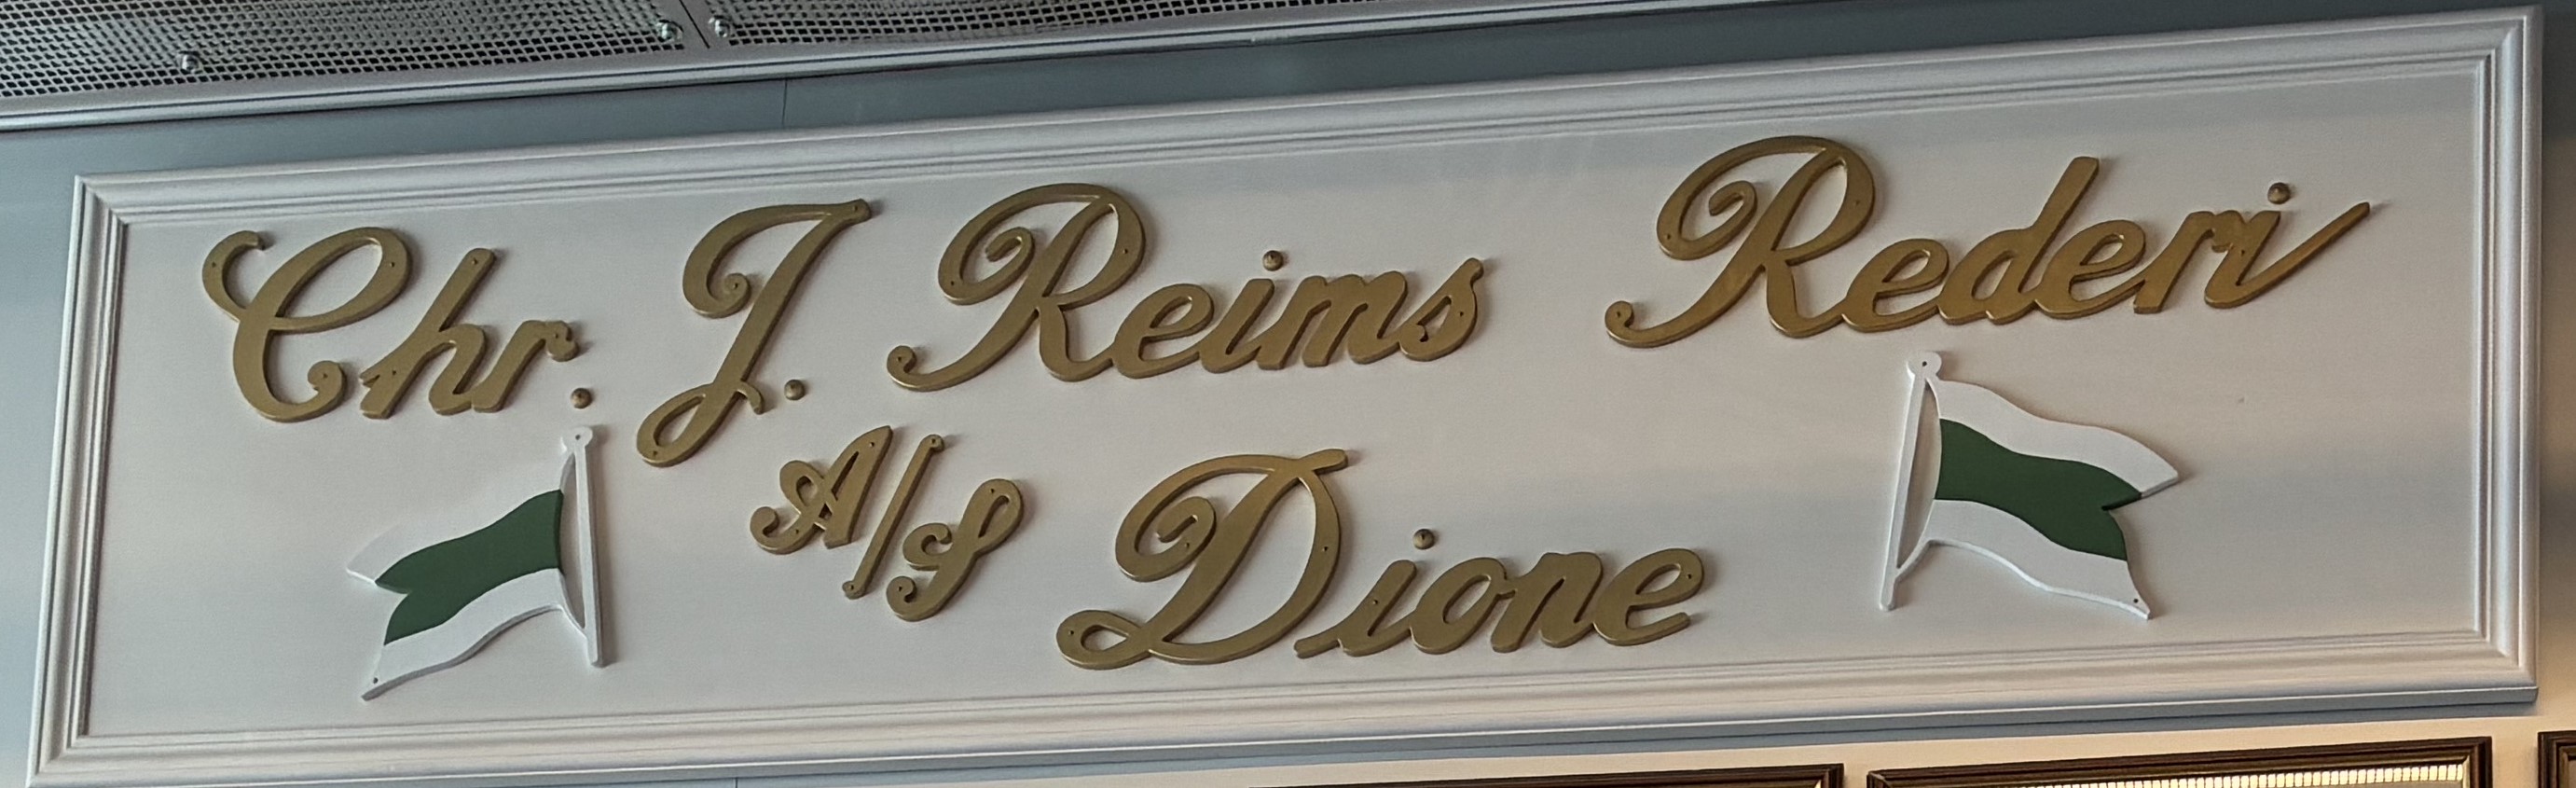 Chr. J. Reims Rederi
A/S Dione